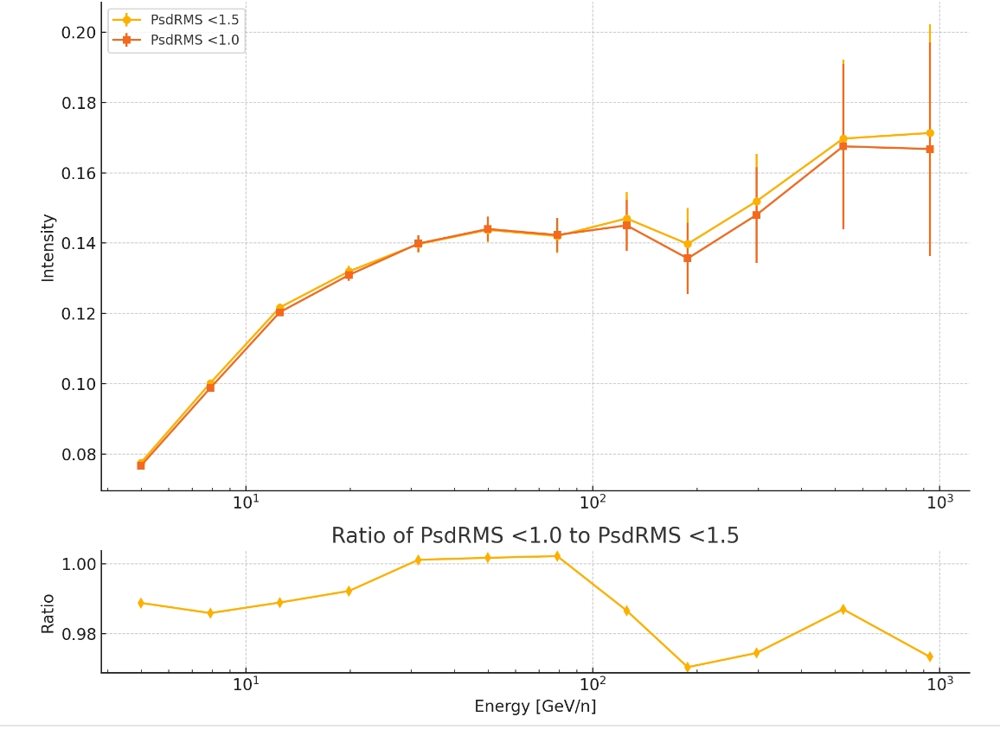 PsdRMS <1.5
PsdRMS <1.0
0.20
0.18
0.16
0.14
0.12
0.10
0.08
Intensity
10¹ 10² 10³
Ratio of PsdRMS <1.0 to PsdRMS <1.5
1.00
0.98
Ratio
10¹ 10² 10³
Energy [GeV/n]